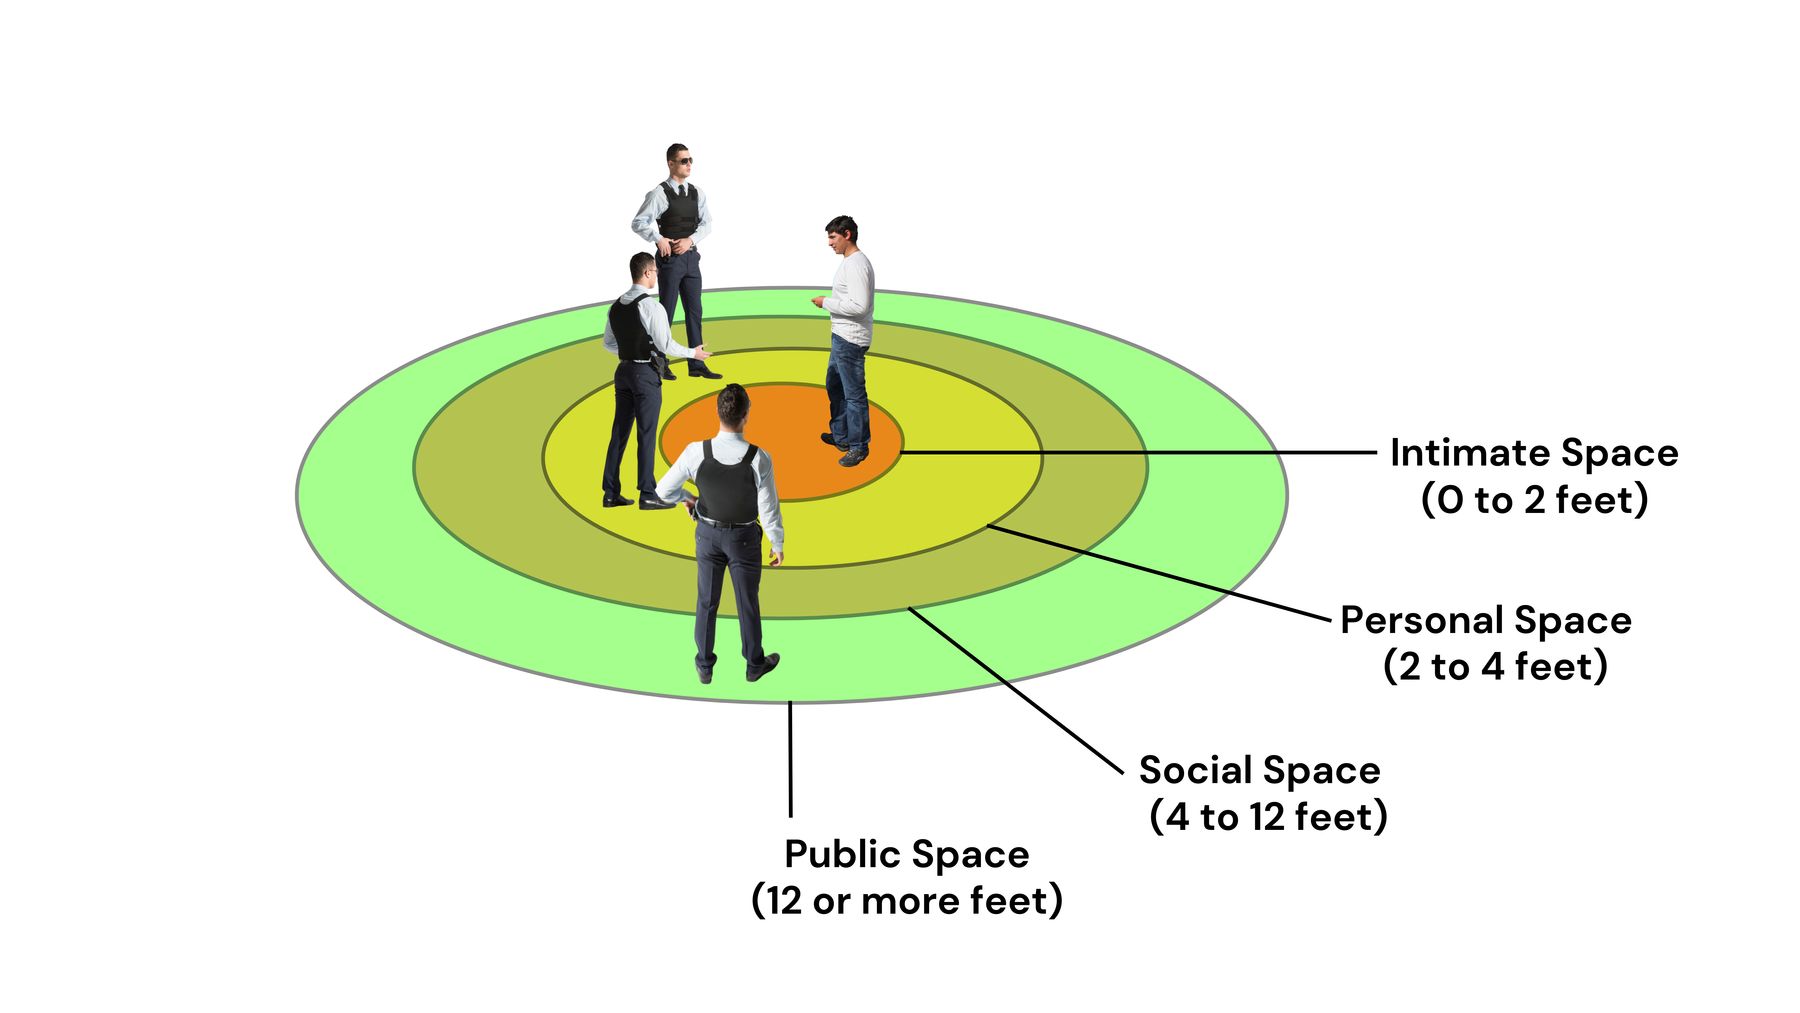 Intimate Space
(0 to 2 feet)
Personal Space
(2 to 4 feet)
Social Space
(4 to 12 feet)
Public Space
(12 or more feet)